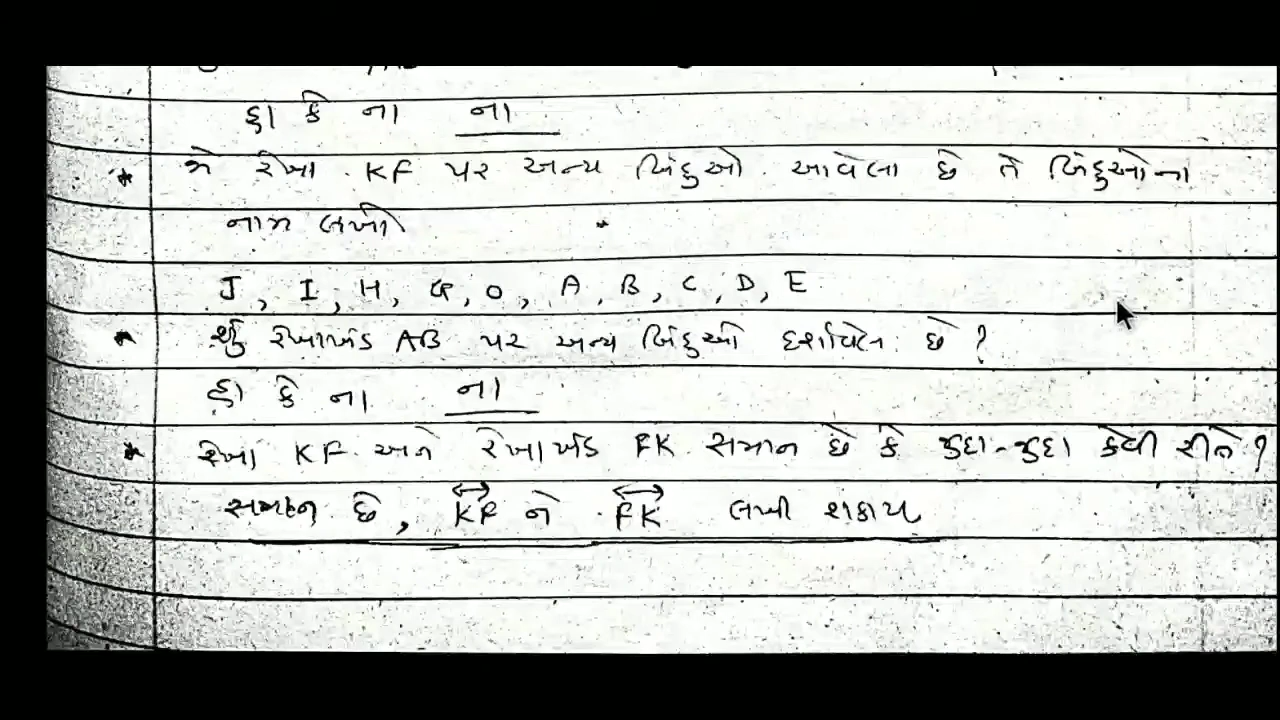 હા કે ના ના
* જે રેખા KF પર અન્ય બિંદુઓ આવેલા છે તે બિંદુઓના
નામ લખો
J, I, H, G, O, A, B, C, D, E
* શું રેખાખંડ AB પર અન્ય બિંદુઓ દર્શાવેલ છે ?
હા કે ના ના
* રેખા KF અને રેખાખંડ FK સમાન છે કે જુદા-જુદા કેવી રીતે ?
સમાન છે, KF ને FK લખી શકાય